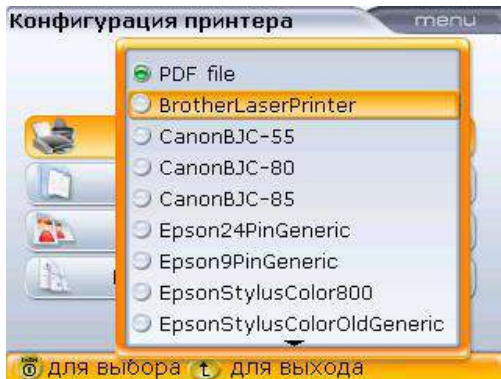 Конфигурация принтера menu
PDF file
BrotherLaserPrinter
CanonBJC-55
CanonBJC-80
CanonBJC-85
Epson24PinGeneric
Epson9PinGeneric
EpsonStylusColor800
EpsonStylusColorOldGeneric
для выбора для выхода